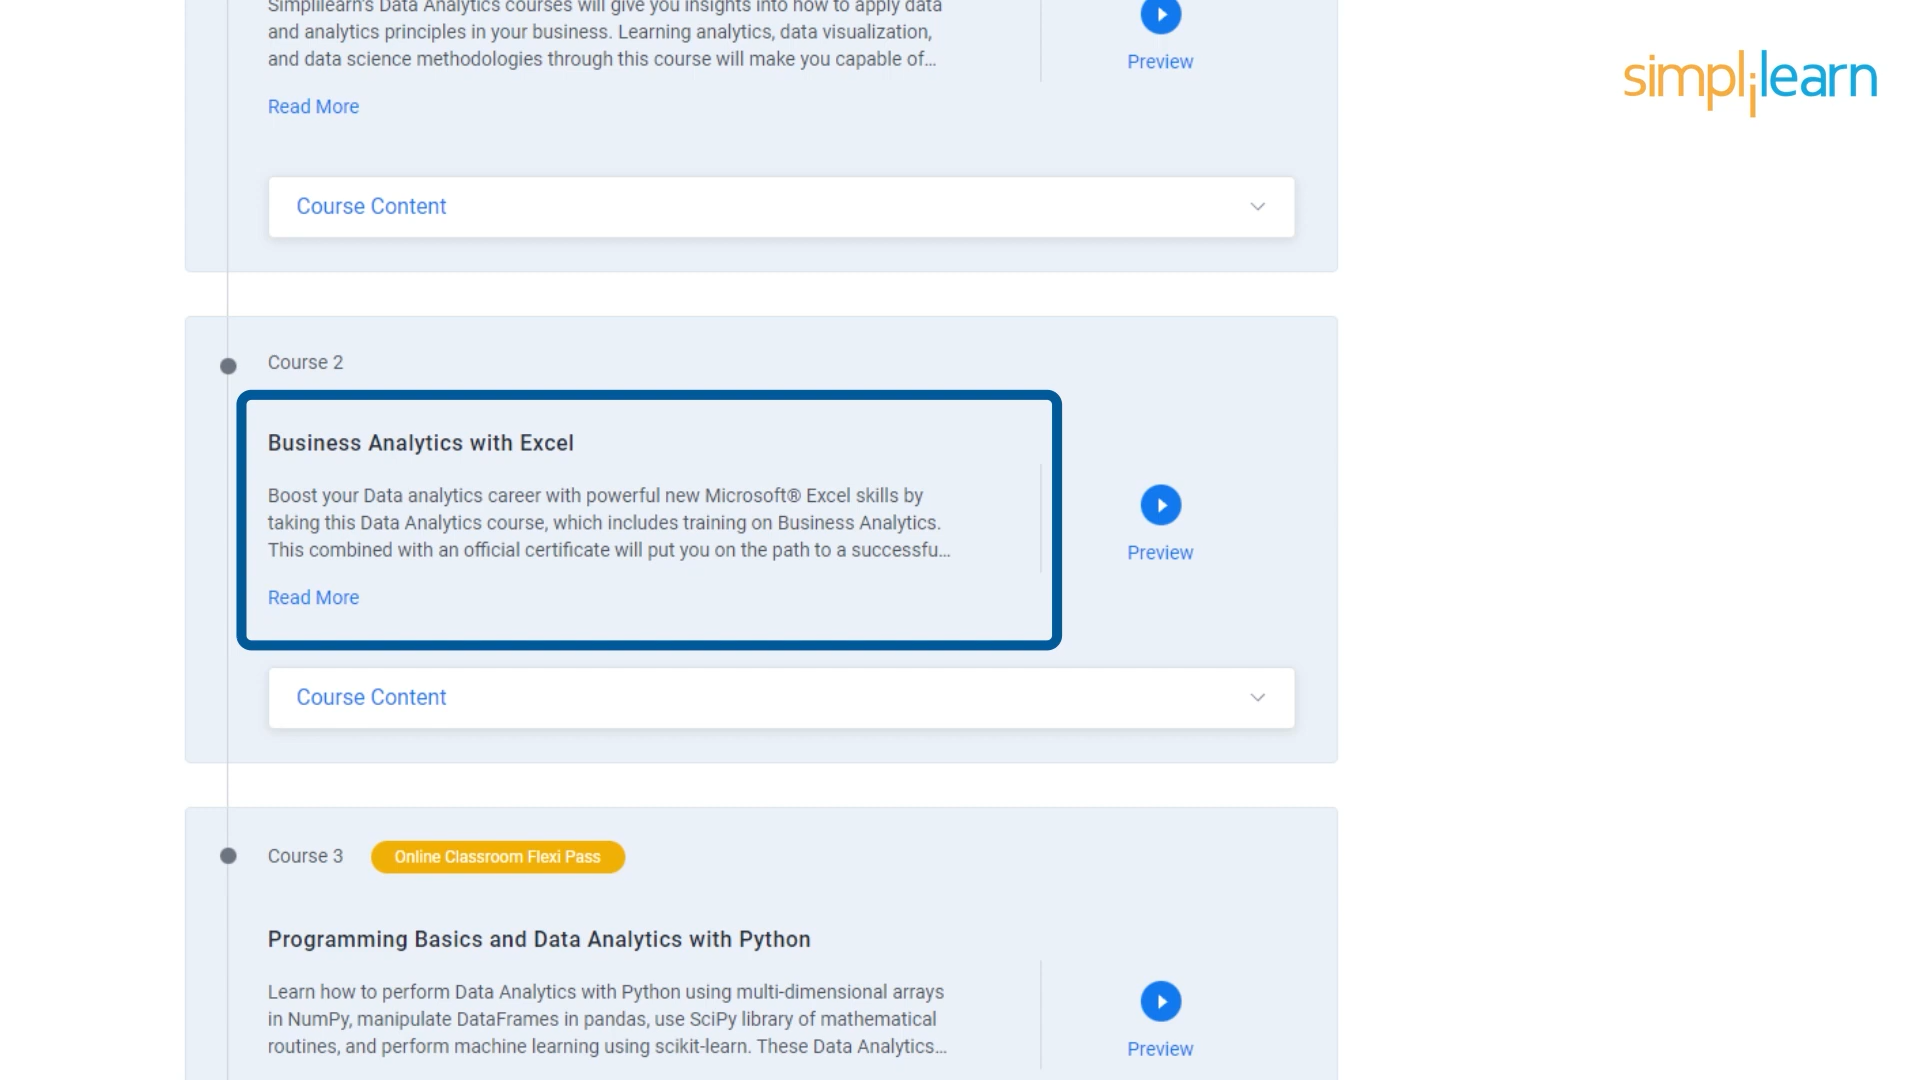 Simplilearn's Data Analytics courses will give you insights into how to apply data
and analytics principles in your business. Learning analytics, data visualization,
and data science methodologies through this course will make you capable of...
Read More
Preview
simplilearn
Course Content
Course 2
Business Analytics with Excel
Boost your Data analytics career with powerful new Microsoft® Excel skills by
taking this Data Analytics course, which includes training on Business Analytics.
This combined with an official certificate will put you on the path to a successfu...
Read More
Preview
Course Content
Course 3
Online Classroom Flexi Pass
Programming Basics and Data Analytics with Python
Learn how to perform Data Analytics with Python using multi-dimensional arrays
in NumPy, manipulate DataFrames in pandas, use SciPy library of mathematical
routines, and perform machine learning using scikit-learn. These Data Analytics...
Preview